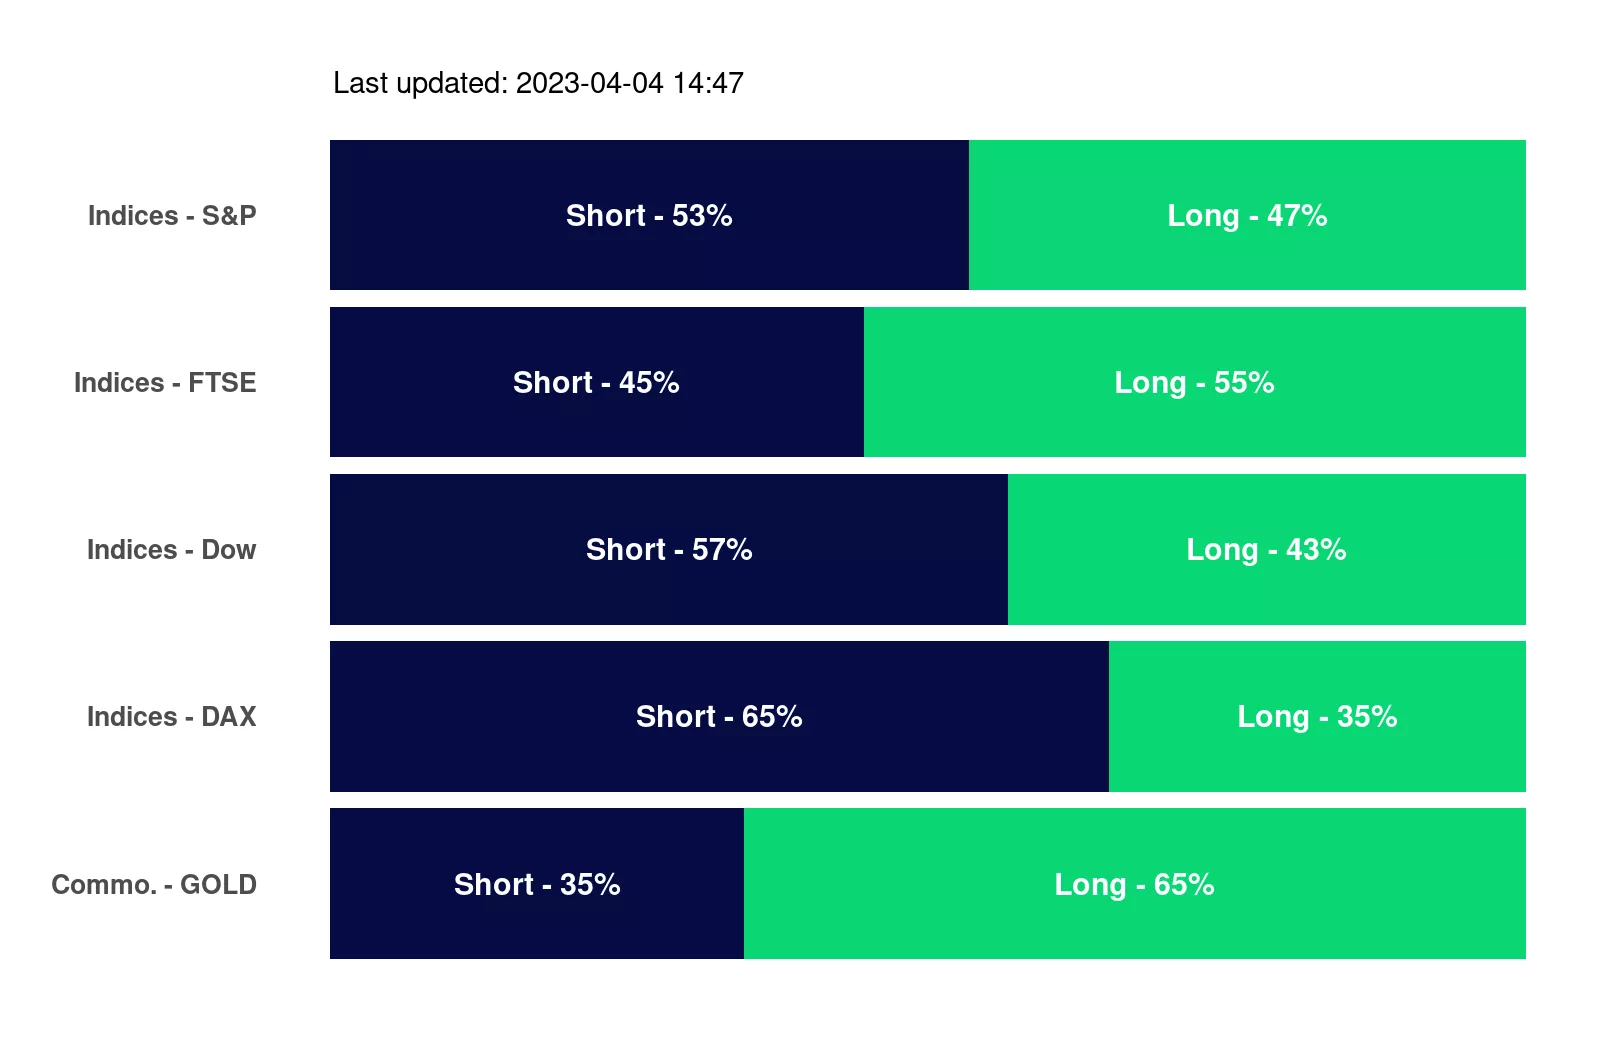 Last updated: 2023-04-04 14:47
Indices - S&P Short - 53% Long - 47%
Indices - FTSE Short - 45% Long - 55%
Indices - Dow Short - 57% Long - 43%
Indices - DAX Short - 65% Long - 35%
Commo. - GOLD Short - 35% Long - 65%